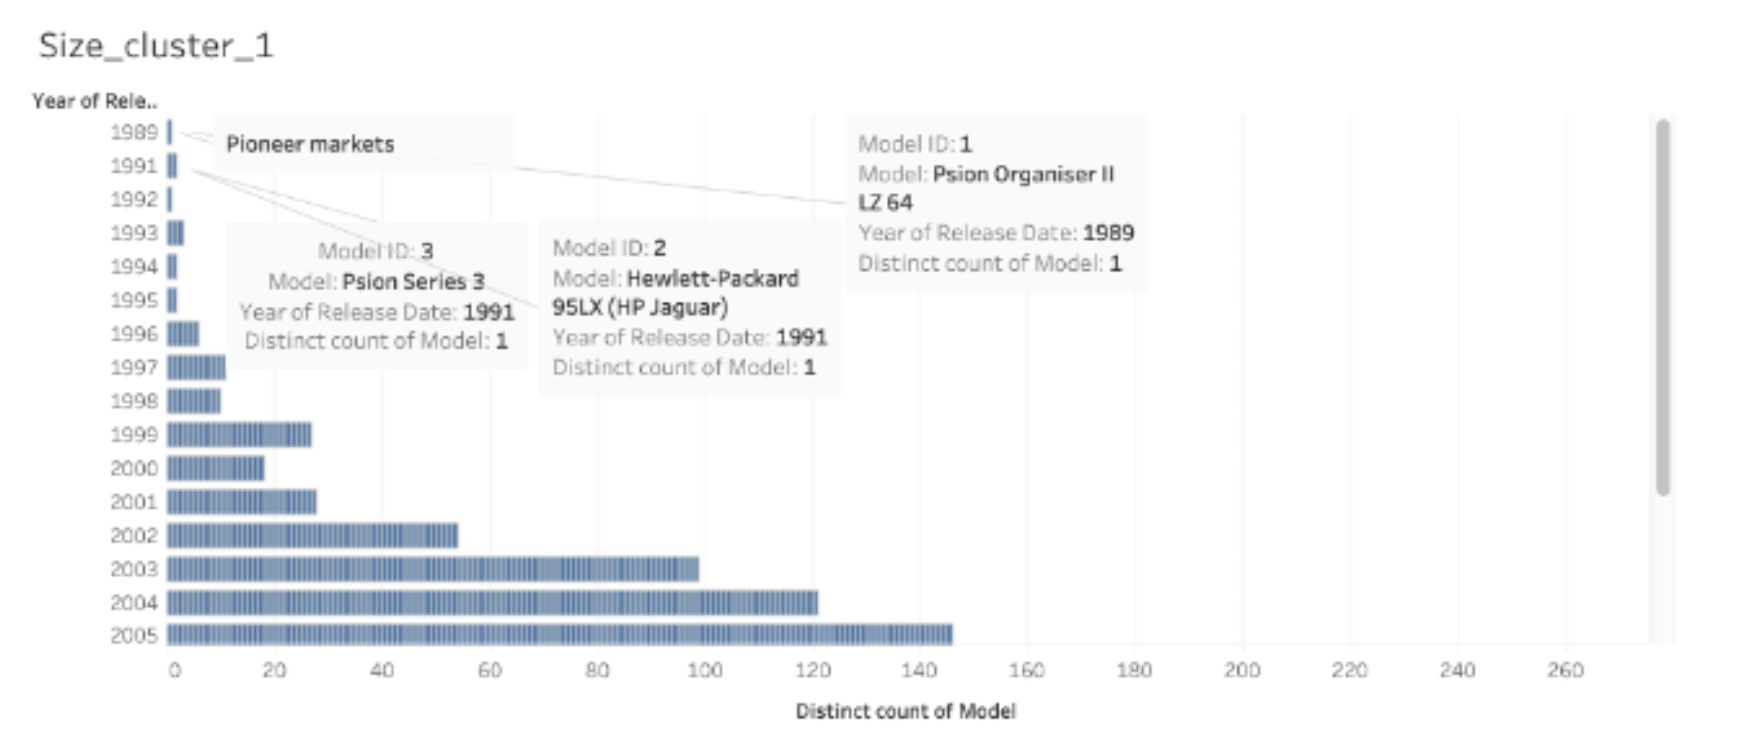 Size_cluster_1
Year of Rele..
1989
1991
1992
1993
1994
1995
1996
1997
1998
1999
2000
2001
2002
2003
2004
2005
Pioneer markets
Model ID: 3
Model: Psion Series 3
Year of Release Date: 1991
Distinct count of Model: 1
Model ID: 2
Model: Hewlett-Packard
95LX (HP Jaguar)
Year of Release Date: 1991
Distinct count of Model: 1
Model ID: 1
Model: Psion Organiser II
LZ 64
Year of Release Date: 1989
Distinct count of Model: 1
0 20 40 60 80 100 120 140 160 180 200 220 240 260
Distinct count of Model